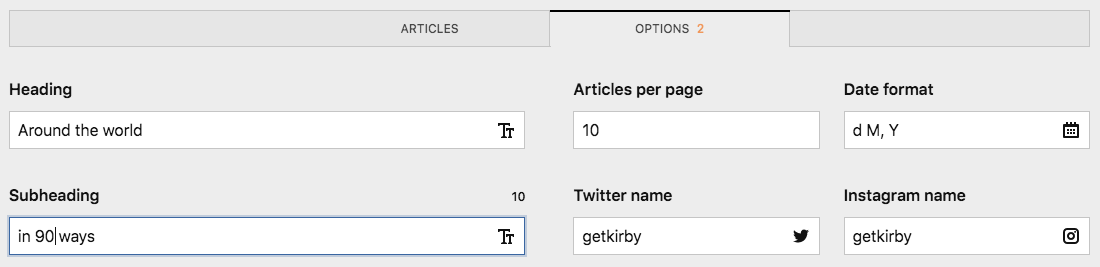 ARTICLES OPTIONS 2
Heading Articles per page Date format
Around the world 10 d M, Y
Subheading 10 Twitter name Instagram name
in 90 ways getkirby getkirby